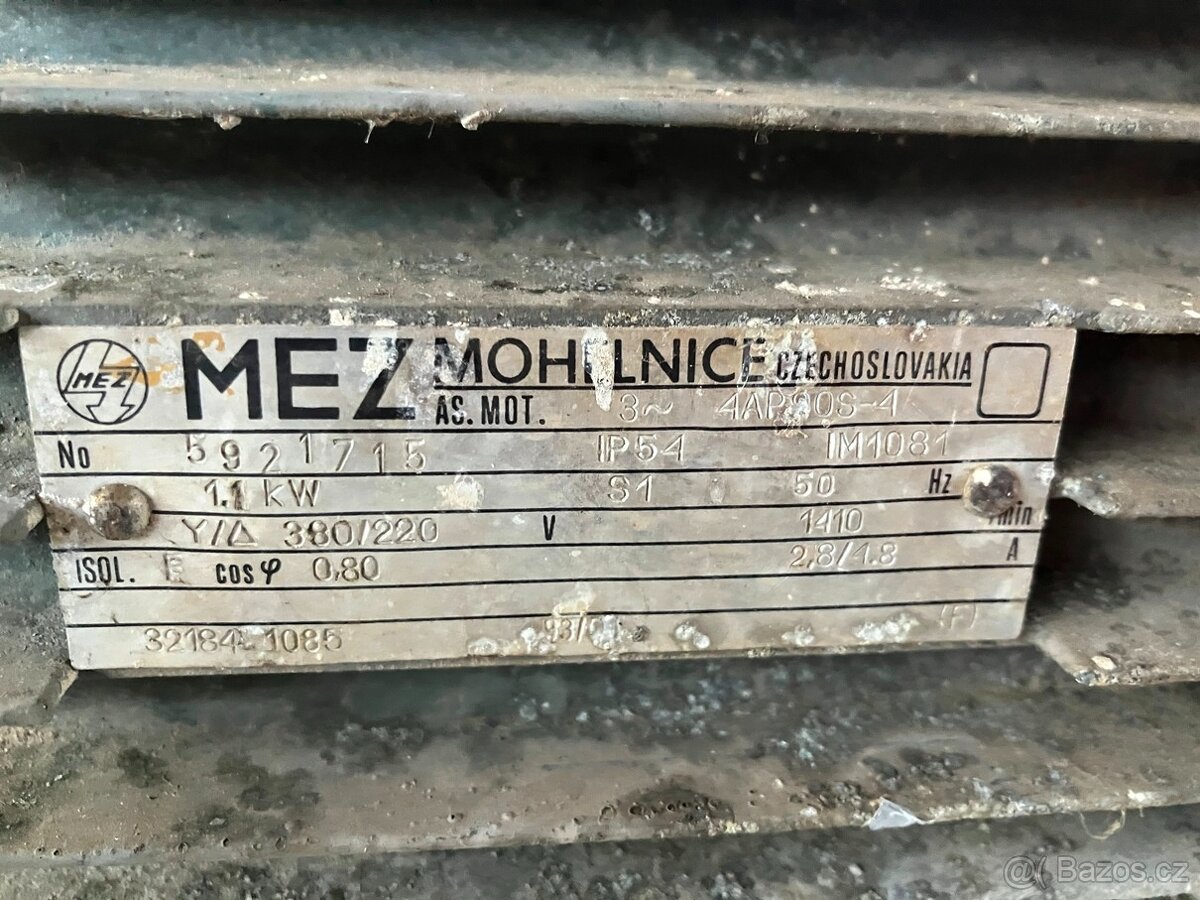 MEZ MEZ MOHELNICE CZECHOSLOVAKIA
AS. MOT. 3~ 4AP90S-4
No 5921715 IP54 IM1081
1.1 kW S1 50 Hz
Y/Δ 380/220 V 1410 /min
ISOL. cos φ 0,80 2,8/4.8 A
32184-1085 (F)
@ Bazos.cz